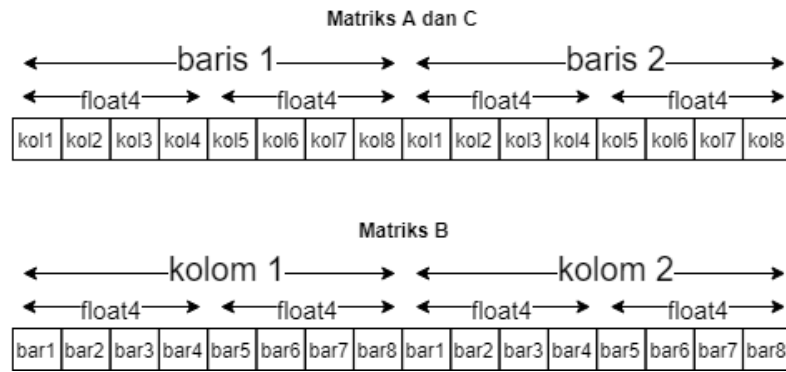 Matriks A dan C
baris 1 baris 2
float4 float4 float4 float4
kol1 kol2 kol3 kol4 kol5 kol6 kol7 kol8 kol1 kol2 kol3 kol4 kol5 kol6 kol7 kol8
Matriks B
kolom 1 kolom 2
float4 float4 float4 float4
bar1 bar2 bar3 bar4 bar5 bar6 bar7 bar8 bar1 bar2 bar3 bar4 bar5 bar6 bar7 bar8